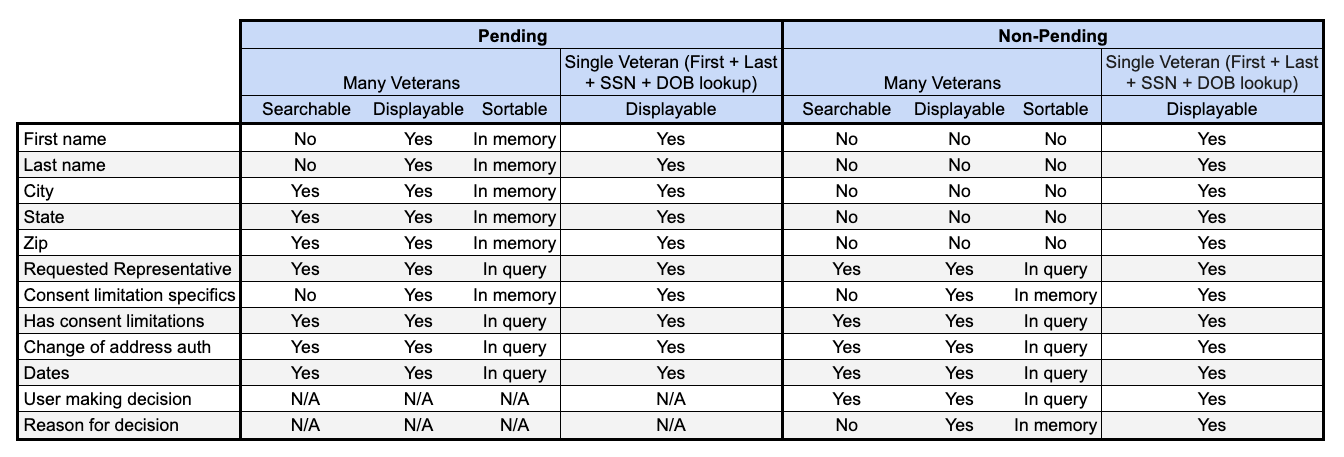 Pending Non-Pending
Many Veterans Single Veteran (First + Last + SSN + DOB lookup) Many Veterans Single Veteran (First + Last + SSN + DOB lookup)
Searchable Displayable Sortable Displayable Searchable Displayable Sortable Displayable
First name No Yes In memory Yes No No No Yes
Last name No Yes In memory Yes No No No Yes
City Yes Yes In memory Yes No No No Yes
State Yes Yes In memory Yes No No No Yes
Zip Yes Yes In memory Yes No No No Yes
Requested Representative Yes Yes In query Yes Yes Yes In query Yes
Consent limitation specifics No Yes In memory Yes No Yes In memory Yes
Has consent limitations Yes Yes In query Yes Yes Yes In query Yes
Change of address auth Yes Yes In query Yes Yes Yes In query Yes
Dates Yes Yes In query Yes Yes Yes In query Yes
User making decision N/A N/A N/A N/A Yes Yes In query Yes
Reason for decision N/A N/A N/A N/A No Yes In memory Yes